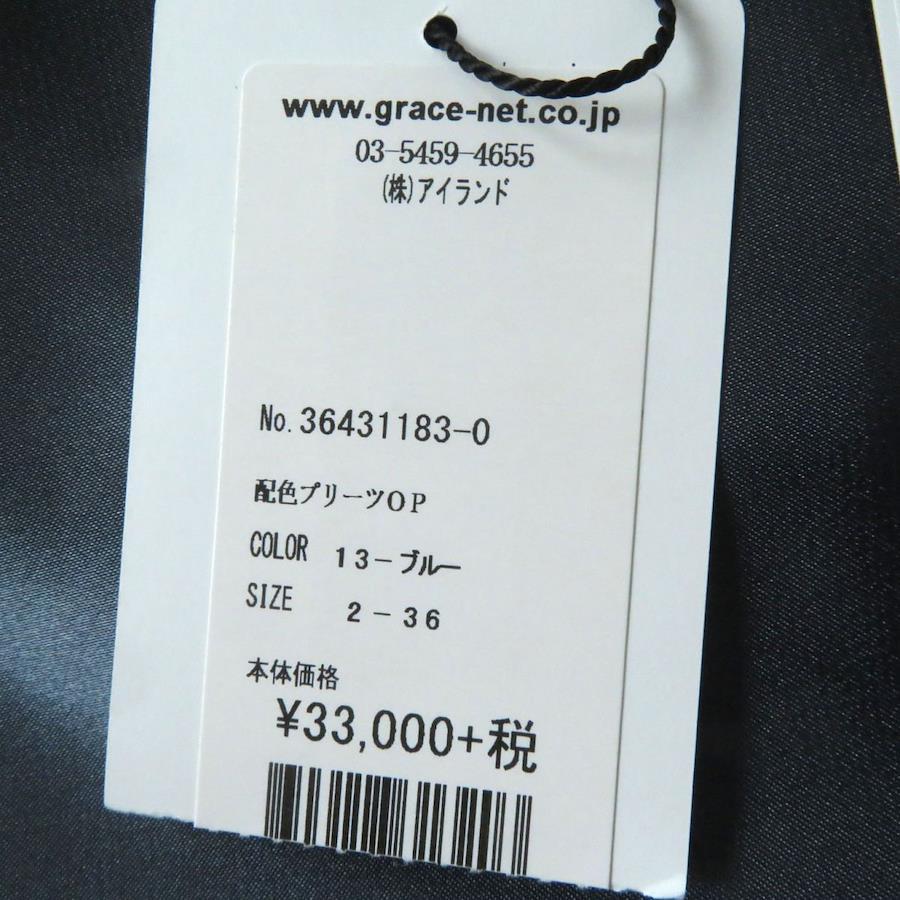 www.grace-net.co.jp
03-5459-4655
(株)アイランド
No.36431183-0
配色プリーツOP
COLOR 13-ブルー
SIZE 2-36
本体価格
¥33,000+税